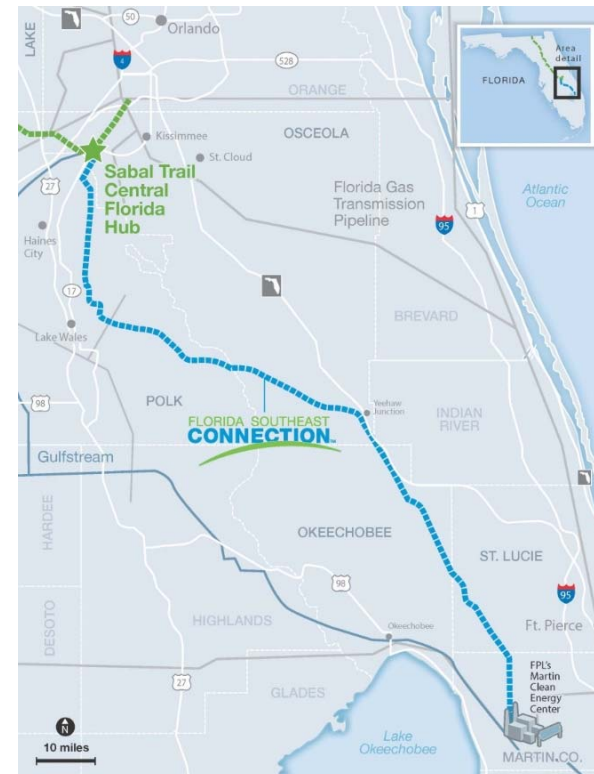 LAKE
50
Orlando
Area
detail
FLORIDA
4
528
ORANGE
Kissimmee
OSCEOLA
St. Cloud
Sabal Trail
Central
Florida
Hub
27
Florida Gas
Transmission
Pipeline
95
1
Atlantic
Ocean
Haines
City
17
BREVARD
Lake Wales
98
POLK
Yeehaw
Junction
FLORIDA SOUTHEAST
CONNECTION™
INDIAN
RIVER
Gulfstream
HARDEE
OKEECHOBEE
ST. LUCIE
98
95
DESOTO
HIGHLANDS
Okeechobee
Ft. Pierce
27
GLADES
FPL's
Martin
Clean
Energy
Center
N
10 miles
Lake
Okeechobee
MARTIN CO.